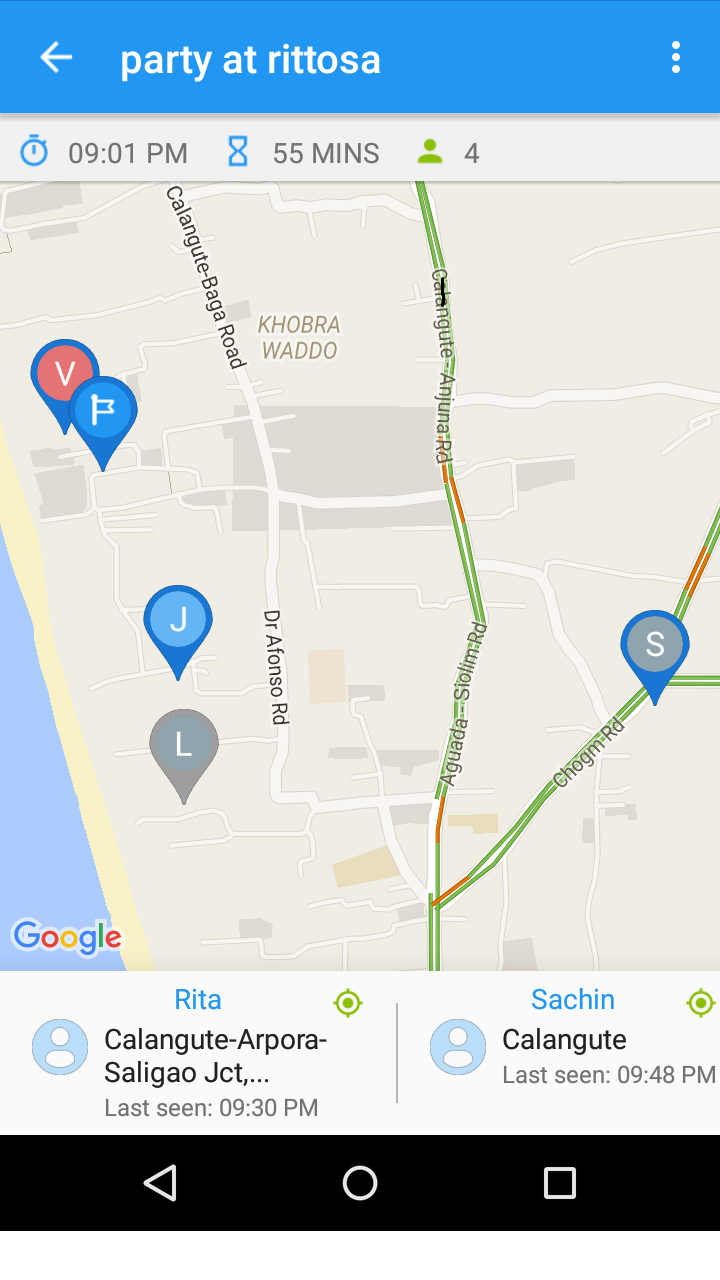 party at rittosa
09:01 PM 55 MINS 4
Calangute-Baga Road
Calangute - Anjuna Rd
KHOBRA
WADDO
V
J
S
Dr Afonso Rd
Aguada - Siolim Rd
L
Chogm Rd
Google
Rita
Calangute-Arpora-
Saligao Jct,...
Last seen: 09:30 PM
Sachin
Calangute
Last seen: 09:48 PM